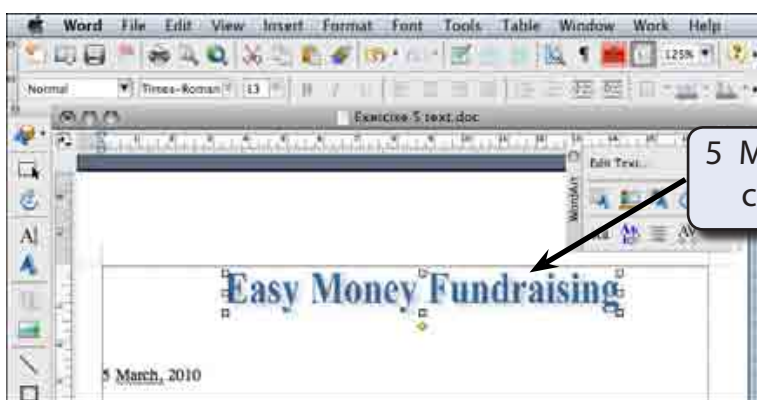 Word File Edit View Insert Format Font Tools Table Window Work Help
125%
Normal Times-Roman 13
Exercise 5 text.doc
Edit Text...
WordArt
5 M
c
Easy Money Fundraising
5 March, 2010